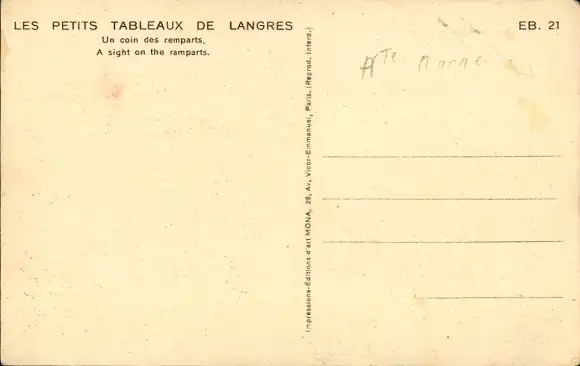 LES PETITS TABLEAUX DE LANGRES
Un coin des remparts.
A sight on the ramparts.
Impressions-Éditions d'art MONA, 28, Av. Victor-Emmanuel, Paris. (Reprod. interd.)
EB. 21
Hte Marne